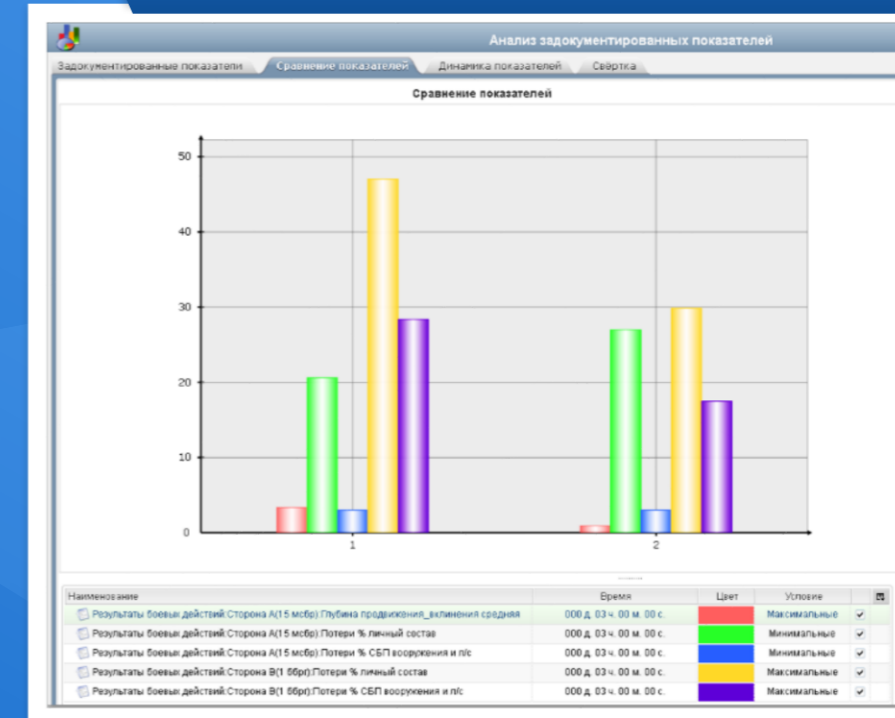 Анализ задокументированных показателей
Задокументированные показатели Сравнение показателей Динамика показателей Свёртка
Сравнение показателей
50
40
30
20
10
0
1 2
Наименование Время Цвет Условие
Результаты боевых действий:Сторона А(15 мсбр):Глубина продвижения_вклинения средняя 000 д. 03 ч. 00 м. 00 с. Максимальные
Результаты боевых действий:Сторона А(15 мсбр):Потери % личный состав 000 д. 03 ч. 00 м. 00 с. Минимальные
Результаты боевых действий:Сторона А(15 мсбр):Потери % СБП вооружения и п/с 000 д. 03 ч. 00 м. 00 с. Минимальные
Результаты боевых действий:Сторона В(1 ббрг):Потери % личный состав 000 д. 03 ч. 00 м. 00 с. Максимальные
Результаты боевых действий:Сторона В(1 ббрг):Потери % СБП вооружения и п/с 000 д. 03 ч. 00 м. 00 с. Максимальные